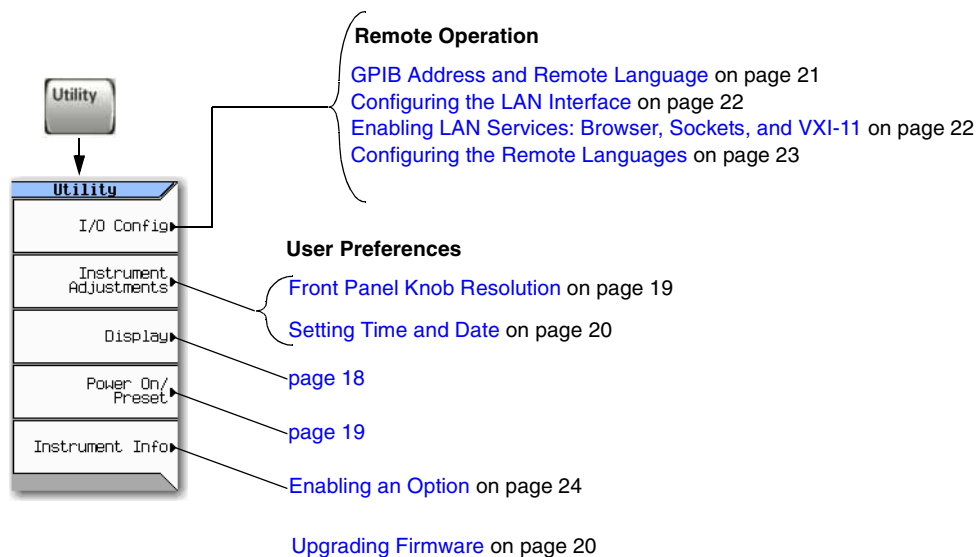 Remote Operation
GPIB Address and Remote Language on page 21
Configuring the LAN Interface on page 22
Enabling LAN Services: Browser, Sockets, and VXI-11 on page 22
Configuring the Remote Languages on page 23
Utility
Utility
I/O Config
Instrument
Adjustments
Display
Power On/
Preset
Instrument Info
User Preferences
Front Panel Knob Resolution on page 19
Setting Time and Date on page 20
page 18
page 19
Enabling an Option on page 24
Upgrading Firmware on page 20